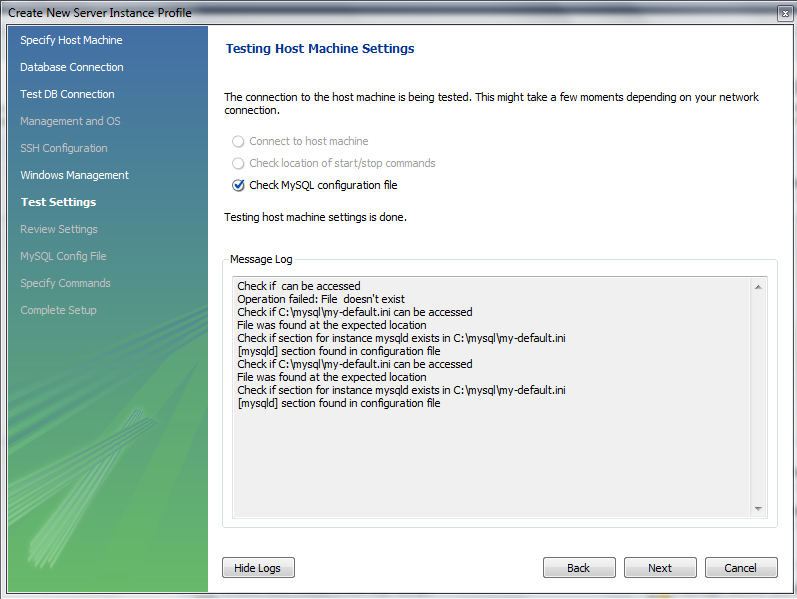 Create New Server Instance Profile
Specify Host Machine
Database Connection
Test DB Connection
Management and OS
SSH Configuration
Windows Management
Test Settings
Review Settings
MySQL Config File
Specify Commands
Complete Setup
Testing Host Machine Settings
The connection to the host machine is being tested. This might take a few moments depending on your network
connection.
Connect to host machine
Check location of start/stop commands
Check MySQL configuration file
Testing host machine settings is done.
Message Log
Check if  can be accessed
Operation failed: File  doesn't exist
Check if C:\mysql\my-default.ini can be accessed
File was found at the expected location
Check if section for instance mysqld exists in C:\mysql\my-default.ini
[mysqld] section found in configuration file
Check if C:\mysql\my-default.ini can be accessed
File was found at the expected location
Check if section for instance mysqld exists in C:\mysql\my-default.ini
[mysqld] section found in configuration file
Hide Logs
Back
Next
Cancel